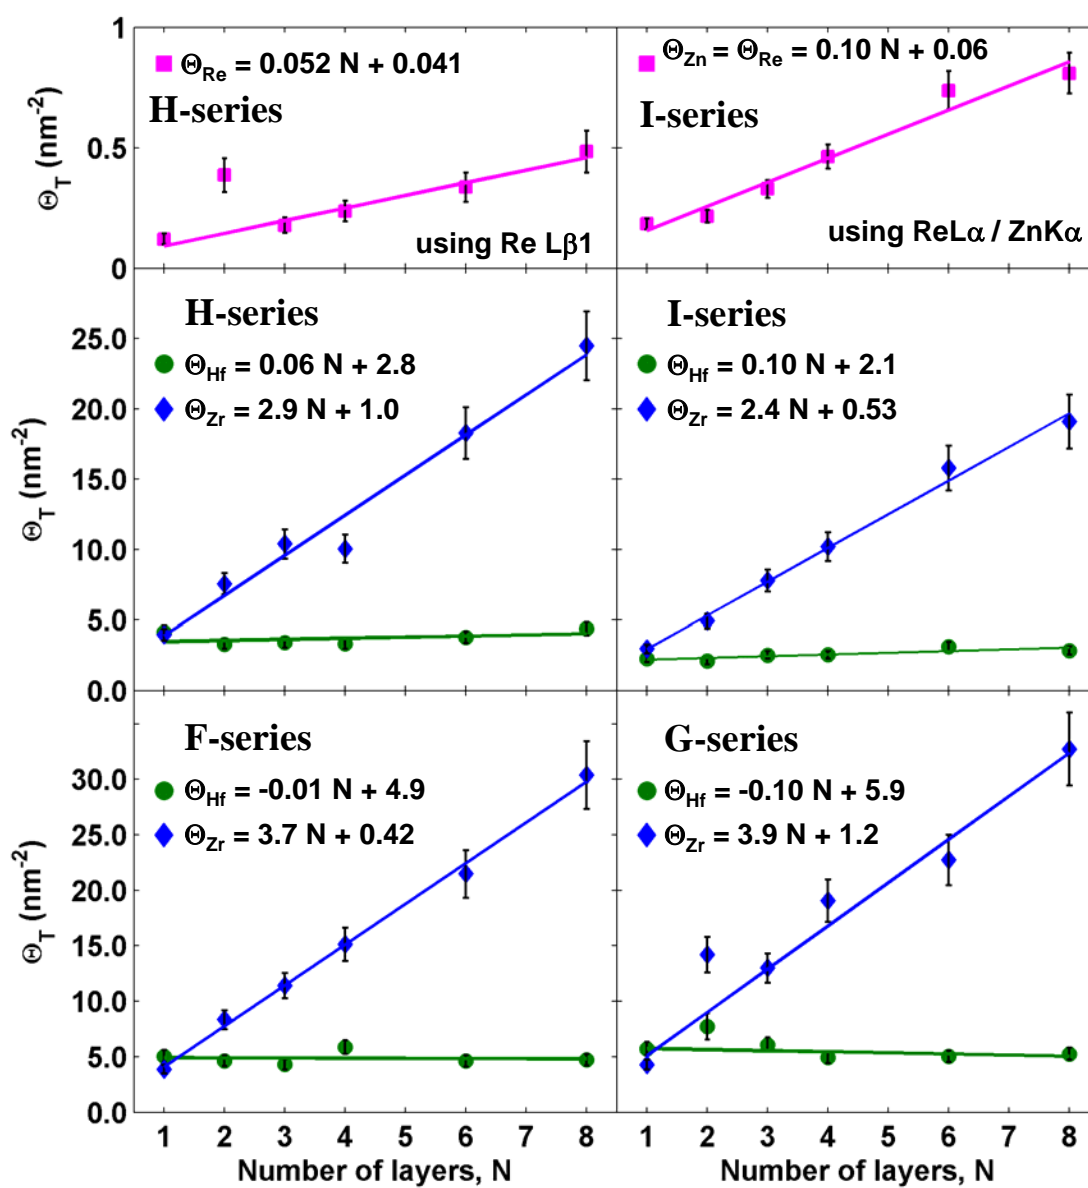 Θ_T (nm⁻²)
1
0.5
0
Θ_Re = 0.052 N + 0.041
H-series
using Re Lβ1
Θ_Zn = Θ_Re = 0.10 N + 0.06
I-series
using ReLα / ZnKα
Θ_T (nm⁻²)
25.0
20.0
15.0
10.0
5.0
0.0
H-series
Θ_Hf = 0.06 N + 2.8
Θ_Zr = 2.9 N + 1.0
I-series
Θ_Hf = 0.10 N + 2.1
Θ_Zr = 2.4 N + 0.53
Θ_T (nm⁻²)
30.0
25.0
20.0
15.0
10.0
5.0
0.0
F-series
Θ_Hf = -0.01 N + 4.9
Θ_Zr = 3.7 N + 0.42
G-series
Θ_Hf = -0.10 N + 5.9
Θ_Zr = 3.9 N + 1.2
1 2 3 4 5 6 7 8
1 2 3 4 5 6 7 8
Number of layers, N
Number of layers, N